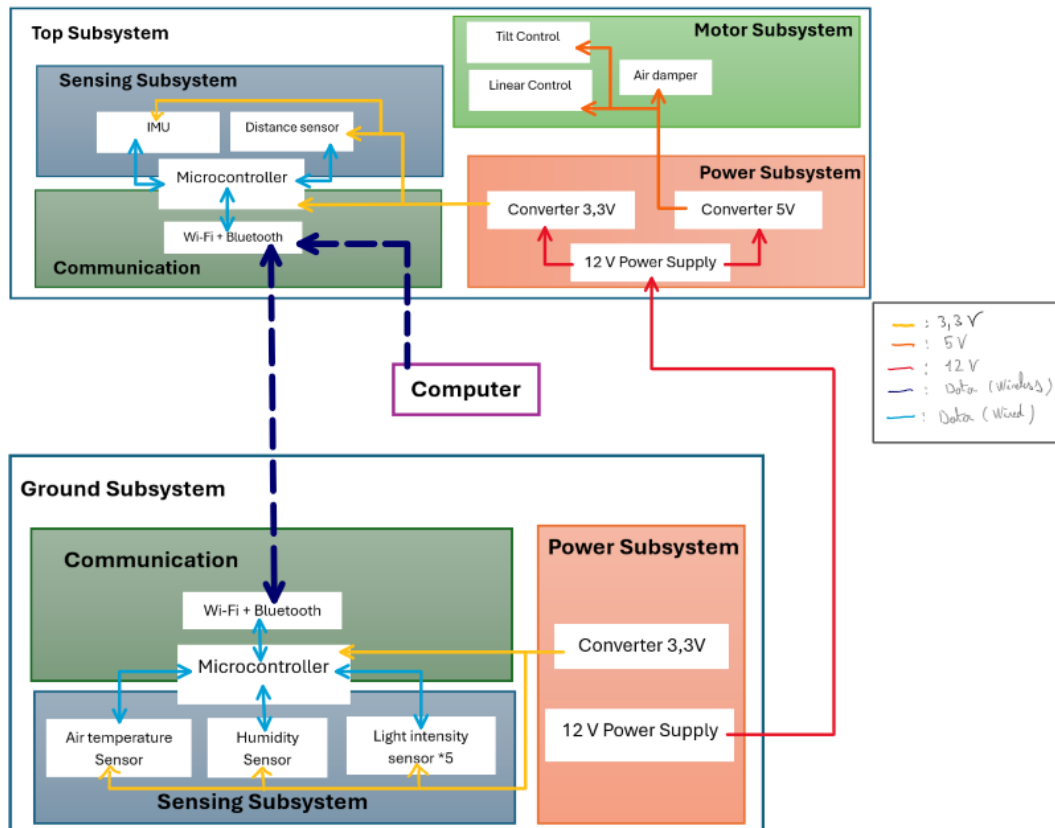 Top Subsystem
Motor Subsystem
Tilt Control
Linear Control
Air damper
Sensing Subsystem
IMU
Distance sensor
Microcontroller
Wi-Fi + Bluetooth
Communication
Power Subsystem
Converter 3,3V
Converter 5V
12 V Power Supply
: 3,3 V
: 5 V
: 12 V
: Data (Wireless)
: Data (Wired)
Computer
Ground Subsystem
Communication
Wi-Fi + Bluetooth
Microcontroller
Power Subsystem
Converter 3,3V
12 V Power Supply
Air temperature
Sensor
Humidity
Sensor
Light intensity
sensor *5
Sensing Subsystem